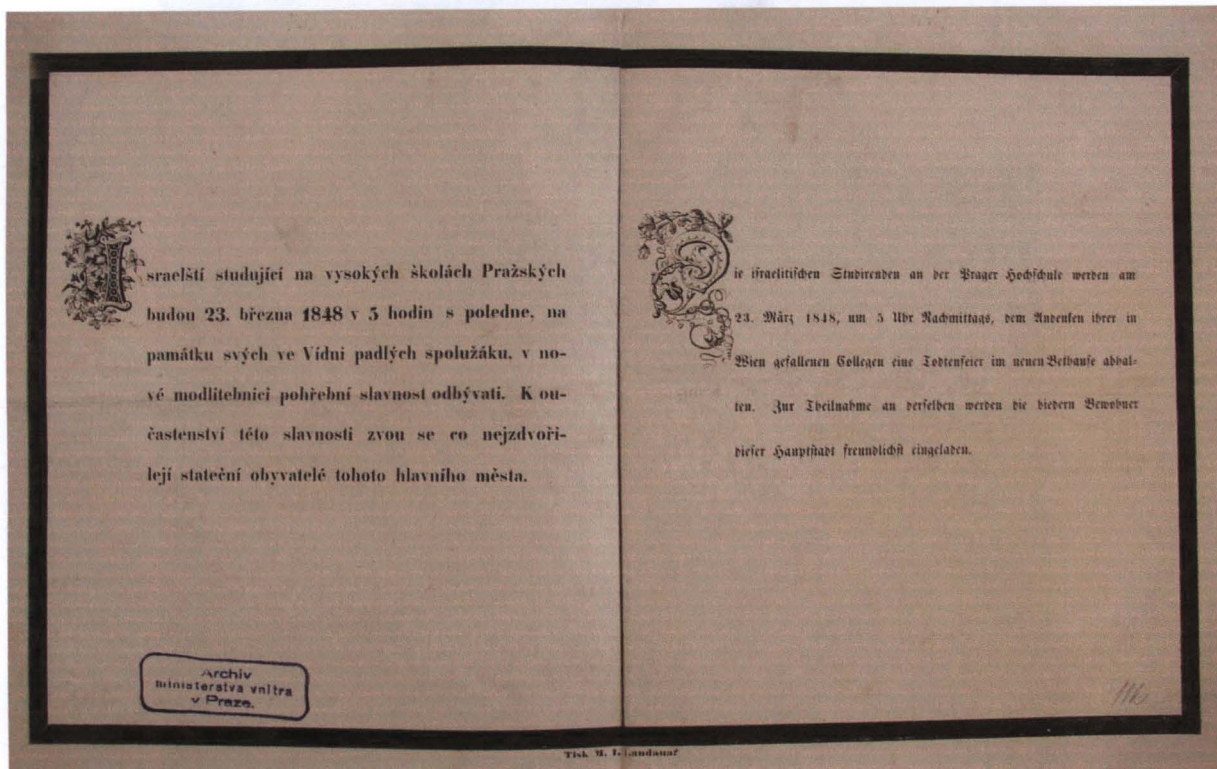 Israelští studující na vysokých školách Pražských
budou 23. března 1848 v 5 hodin s poledne, na
památku svých ve Vídni padlých spolužáku, v no-
vé modlitebnici pohřební slavnost odbývati. K ou-
častenství této slavnosti zvou se co nejzdvoři-
lejí stateční obyvatelé tohoto hlavního města.
Die israelitischen Studirenden an der Prager Hochschule werden am
23. März 1848, um 5 Uhr Nachmittags, dem Andenken ihrer in
Wien gefallenen Collegen eine Todtenfeier im neuen Bethause abhal-
ten. Zur Theilnahme an derselben werden die biedern Bewohner
dieser Hauptstadt freundlichst eingeladen.
Archiv
ministerstva vnitra
v Praze.
116
Tisk M. I. Landauař